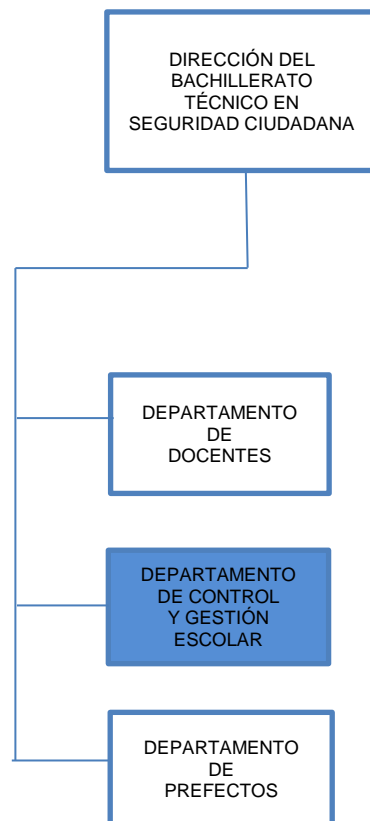 DIRECCIÓN DEL
BACHILLERATO
TÉCNICO EN
SEGURIDAD CIUDADANA
DEPARTAMENTO
DE
DOCENTES
DEPARTAMENTO
DE CONTROL
Y GESTIÓN
ESCOLAR
DEPARTAMENTO
DE
PREFECTOS